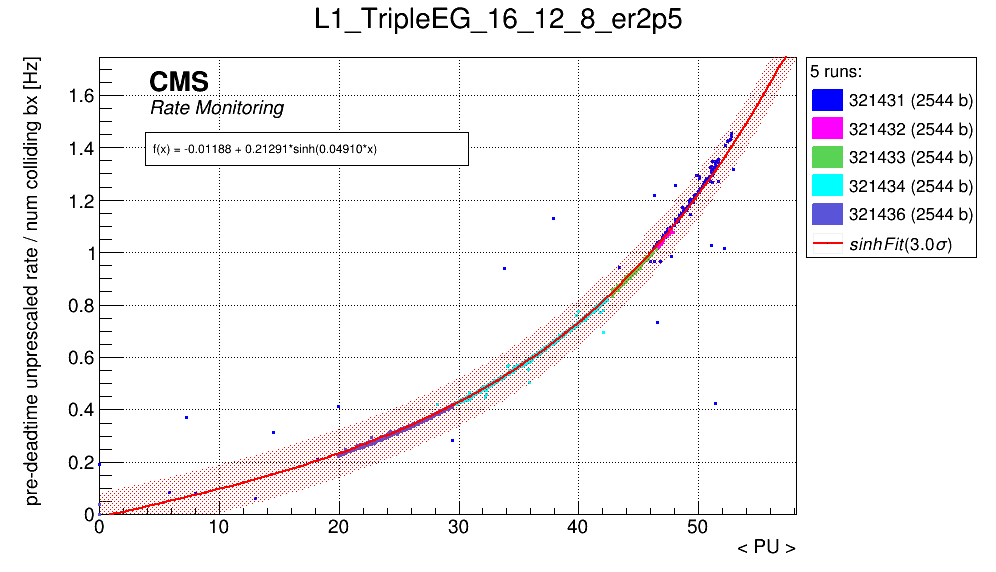 L1_TripleEG_16_12_8_er2p5
pre-deadtime unprescaled rate / num colliding bx [Hz]
CMS
Rate Monitoring
f(x) = -0.01188 + 0.21291*sinh(0.04910*x)
1.6
1.4
1.2
1
0.8
0.6
0.4
0.2
0
0 10 20 30 40 50
< PU >
5 runs:
321431 (2544 b)
321432 (2544 b)
321433 (2544 b)
321434 (2544 b)
321436 (2544 b)
sinhFit(3.0σ)